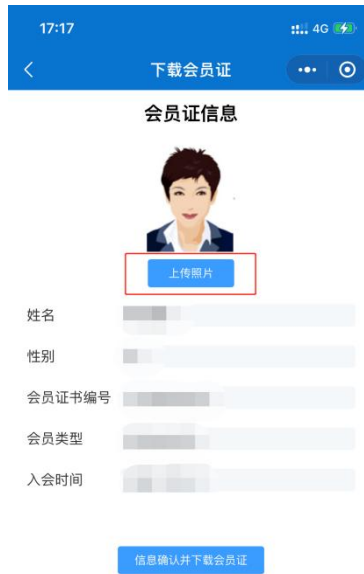 17:17
4G
下载会员证
会员证信息
上传照片
姓名
性别
会员证书编号
会员类型
入会时间
信息确认并下载会员证